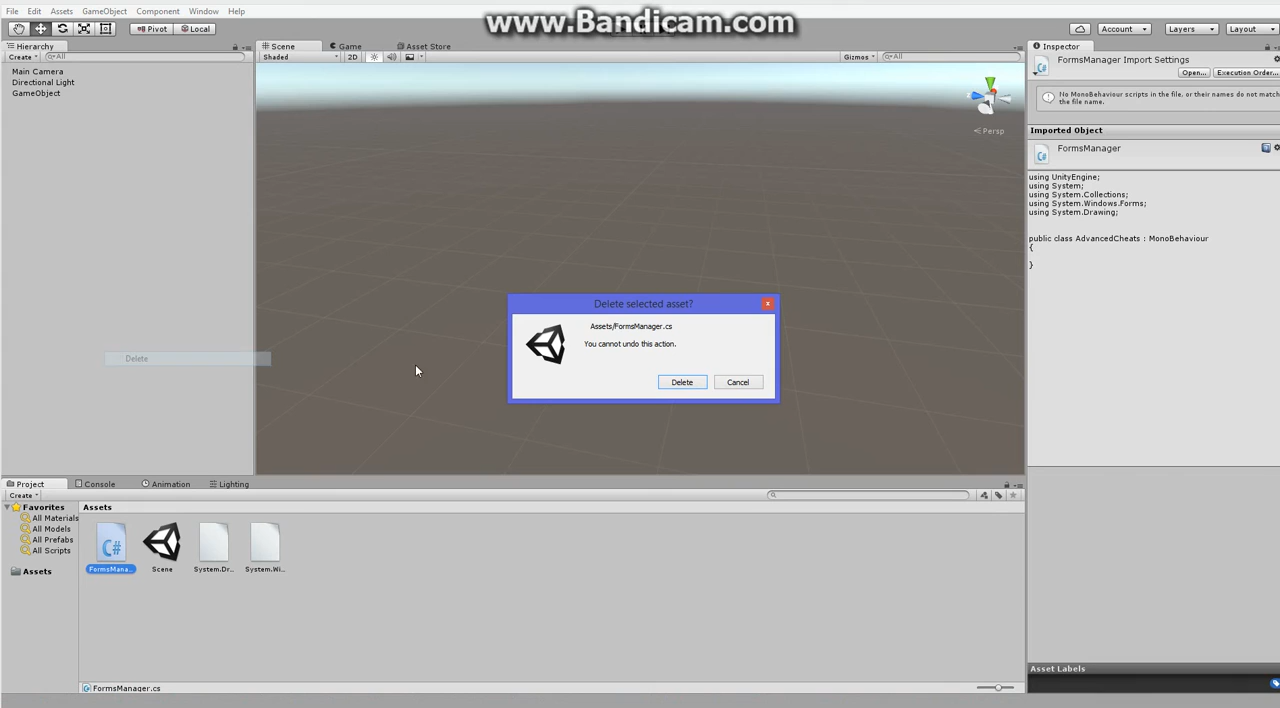 www.Bandicam.com
File Edit Assets GameObject Component Window Help
Pivot Local
Account Layers Layout
Hierarchy
Create All
Main Camera
Directional Light
GameObject
Scene Game Asset Store
Shaded 2D Gizmos All
Persp
Inspector
FormsManager Import Settings
Open... Execution Order...
No MonoBehaviour scripts in the file, or their names do not match
the file name.
Imported Object
FormsManager
using UnityEngine;
using System;
using System.Collections;
using System.Windows.Forms;
using System.Drawing;
public class AdvancedCheats : MonoBehaviour
{
}
Delete selected asset?
Assets/FormsManager.cs
You cannot undo this action.
Delete Cancel
Delete
Project Console Animation Lighting
Create
Favorites
All Materials
All Models
All Prefabs
All Scripts
Assets
Assets
C#
FormsMana... Scene System.Dr... System.Wi...
FormsManager.cs
Asset Labels